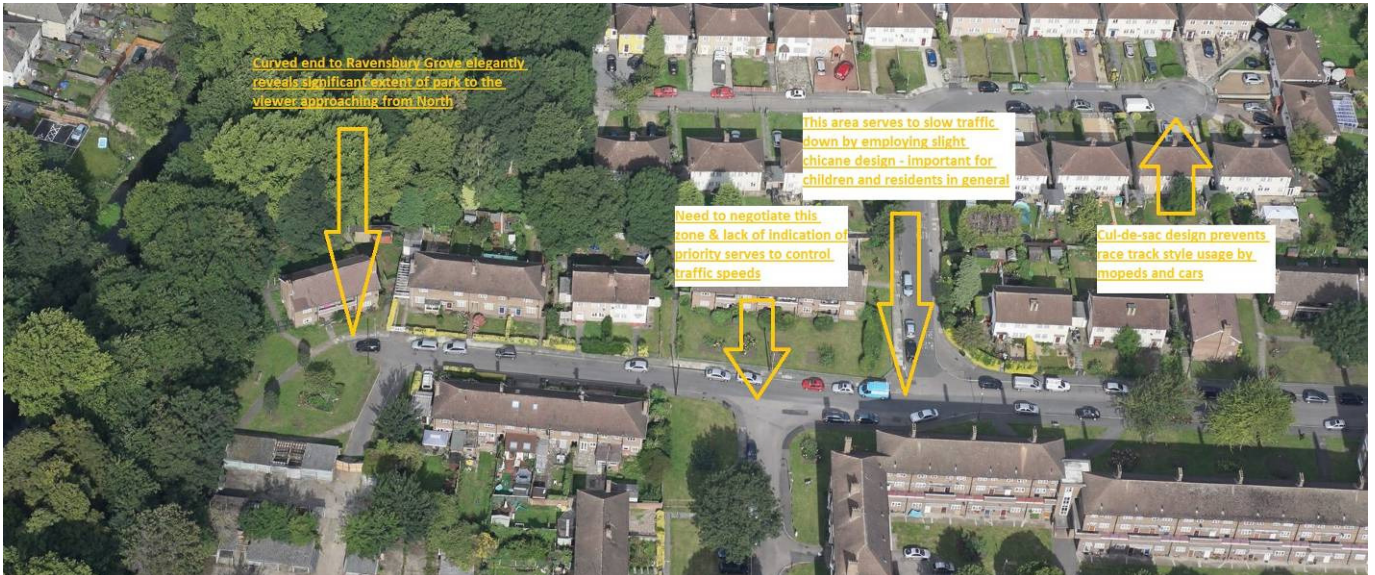 Curved end to Ravensbury Grove elegantly
reveals significant extent of park to the
viewer approaching from North
This area serves to slow traffic
down by employing slight
chicane design - important for
children and residents in general
Need to negotiate this
zone & lack of indication of
priority serves to control
traffic speeds
Cul-de-sac design prevents
race track style usage by
mopeds and cars